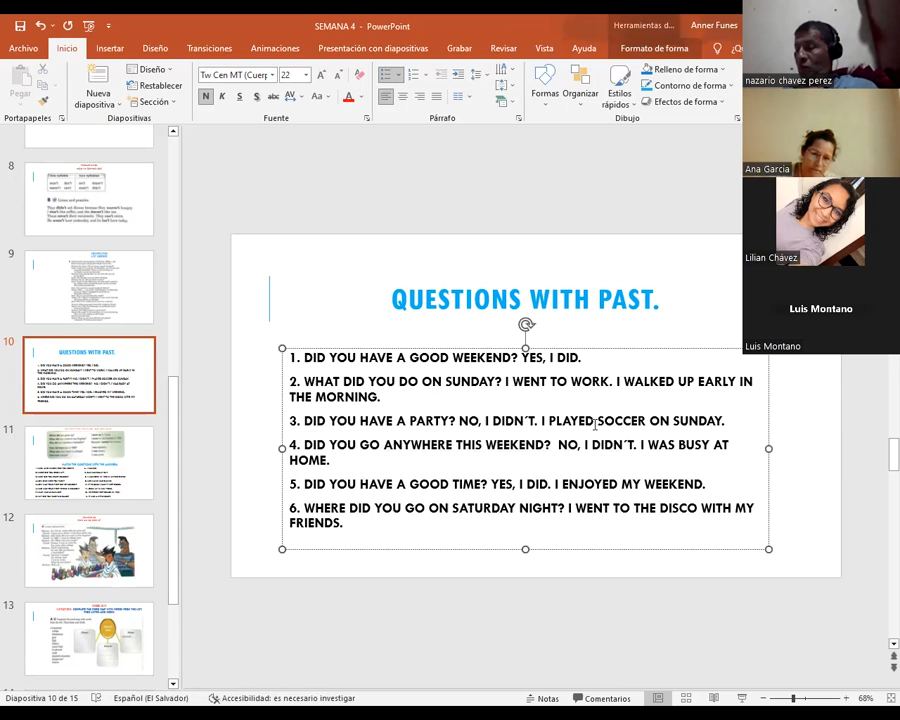 SEMANA 4 - PowerPoint
Herramientas d...
Anner Funes
Archivo
Inicio
Insertar
Diseño
Transiciones
Animaciones
Presentación con diapositivas
Grabar
Revisar
Vista
Ayuda
Formato de forma
¿Qu
Pegar
Nueva
diapositiva
Diseño
Restablecer
Sección
Tw Cen MT (Cuerp
22
N K S S abc AV Aa A
Formas
Organizar
Estilos
rápidos
Relleno de forma
Contorno de forma
Efectos de forma
Portapapeles
Diapositivas
Fuente
Párrafo
Dibujo
nazario chavez perez
Ana Garcia
Lilian Chávez
Luis Montano
Luis Montano
8
9
10
11
12
13
QUESTIONS WITH PAST.
QUESTIONS WITH PAST.
1. DID YOU HAVE A GOOD WEEKEND? YES, I DID.
2. WHAT DID YOU DO ON SUNDAY? I WENT TO WORK. I WALKED UP EARLY IN
THE MORNING.
3. DID YOU HAVE A PARTY? NO, I DIDN´T. I PLAYED SOCCER ON SUNDAY.
4. DID YOU GO ANYWHERE THIS WEEKEND? NO, I DIDN´T. I WAS BUSY AT
HOME.
5. DID YOU HAVE A GOOD TIME? YES, I DID. I ENJOYED MY WEEKEND.
6. WHERE DID YOU GO ON SATURDAY NIGHT? I WENT TO THE DISCO WITH MY
FRIENDS.
Diapositiva 10 de 15
Español (El Salvador)
Accesibilidad: es necesario investigar
Notas
Comentarios
68%